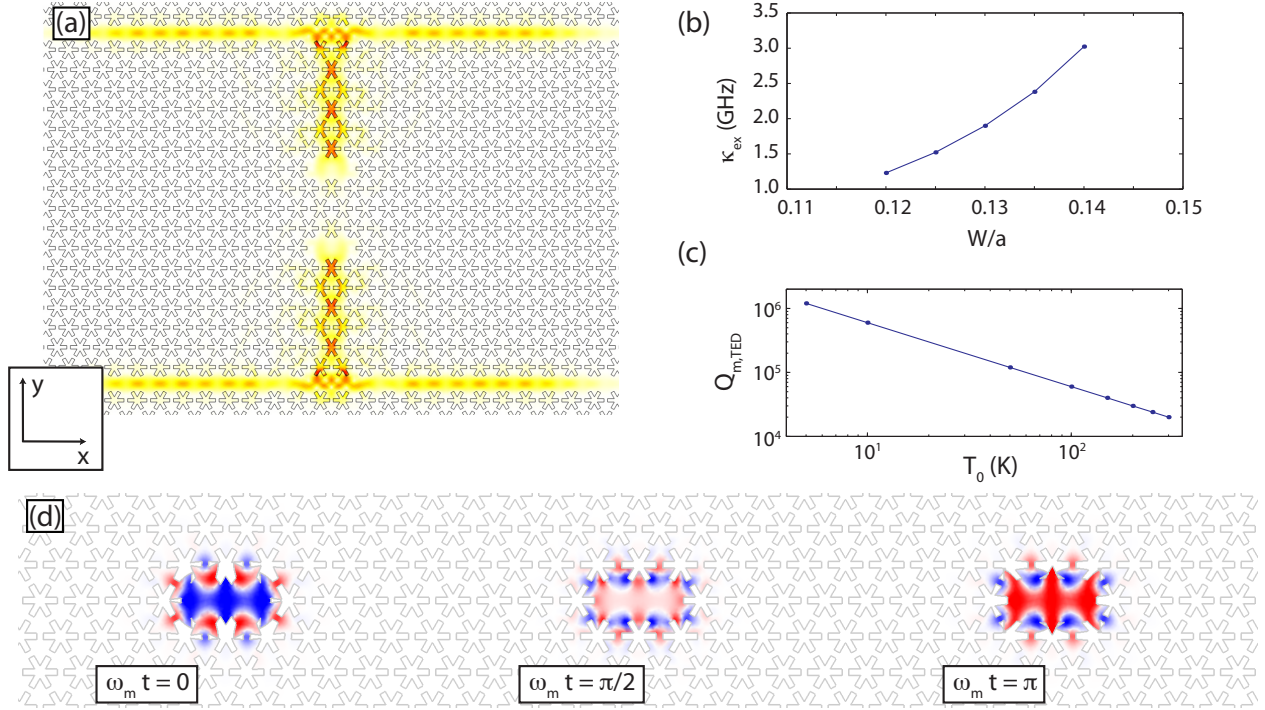 (a)
y
x
(b)
κex (GHz)
3.5
3.0
2.5
2.0
1.5
1.0
0.11 0.12 0.13 0.14 0.15
W/a
(c)
Qm,TED
10^6
10^5
10^4
10^1 10^2
T0 (K)
(d)
ωm t = 0
ωm t = π/2
ωm t = π